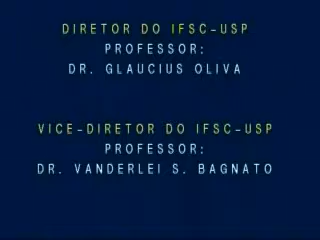 DIRETOR DO IFSC-USP
PROFESSOR:
DR. GLAUCIUS OLIVA
VICE-DIRETOR DO IFSC-USP
PROFESSOR:
DR. VANDERLEI S. BAGNATO